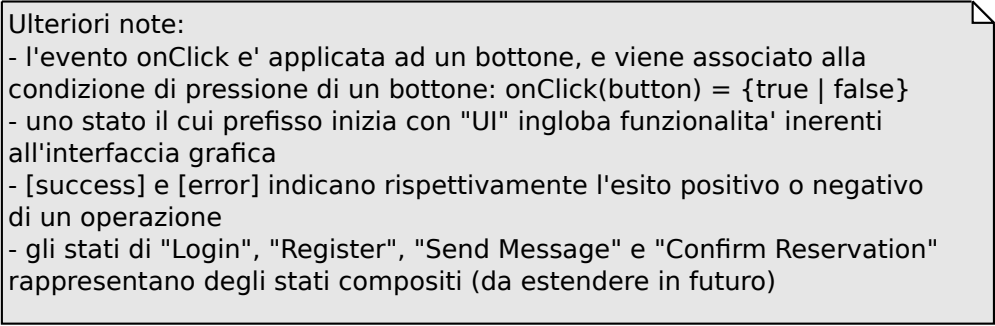 Ulteriori note:
- l'evento onClick e' applicata ad un bottone, e viene associato alla
condizione di pressione di un bottone: onClick(button) = {true | false}
- uno stato il cui prefisso inizia con "UI" ingloba funzionalita' inerenti
all'interfaccia grafica
- [success] e [error] indicano rispettivamente l'esito positivo o negativo
di un operazione
- gli stati di "Login", "Register", "Send Message" e "Confirm Reservation"
rappresentano degli stati compositi (da estendere in futuro)